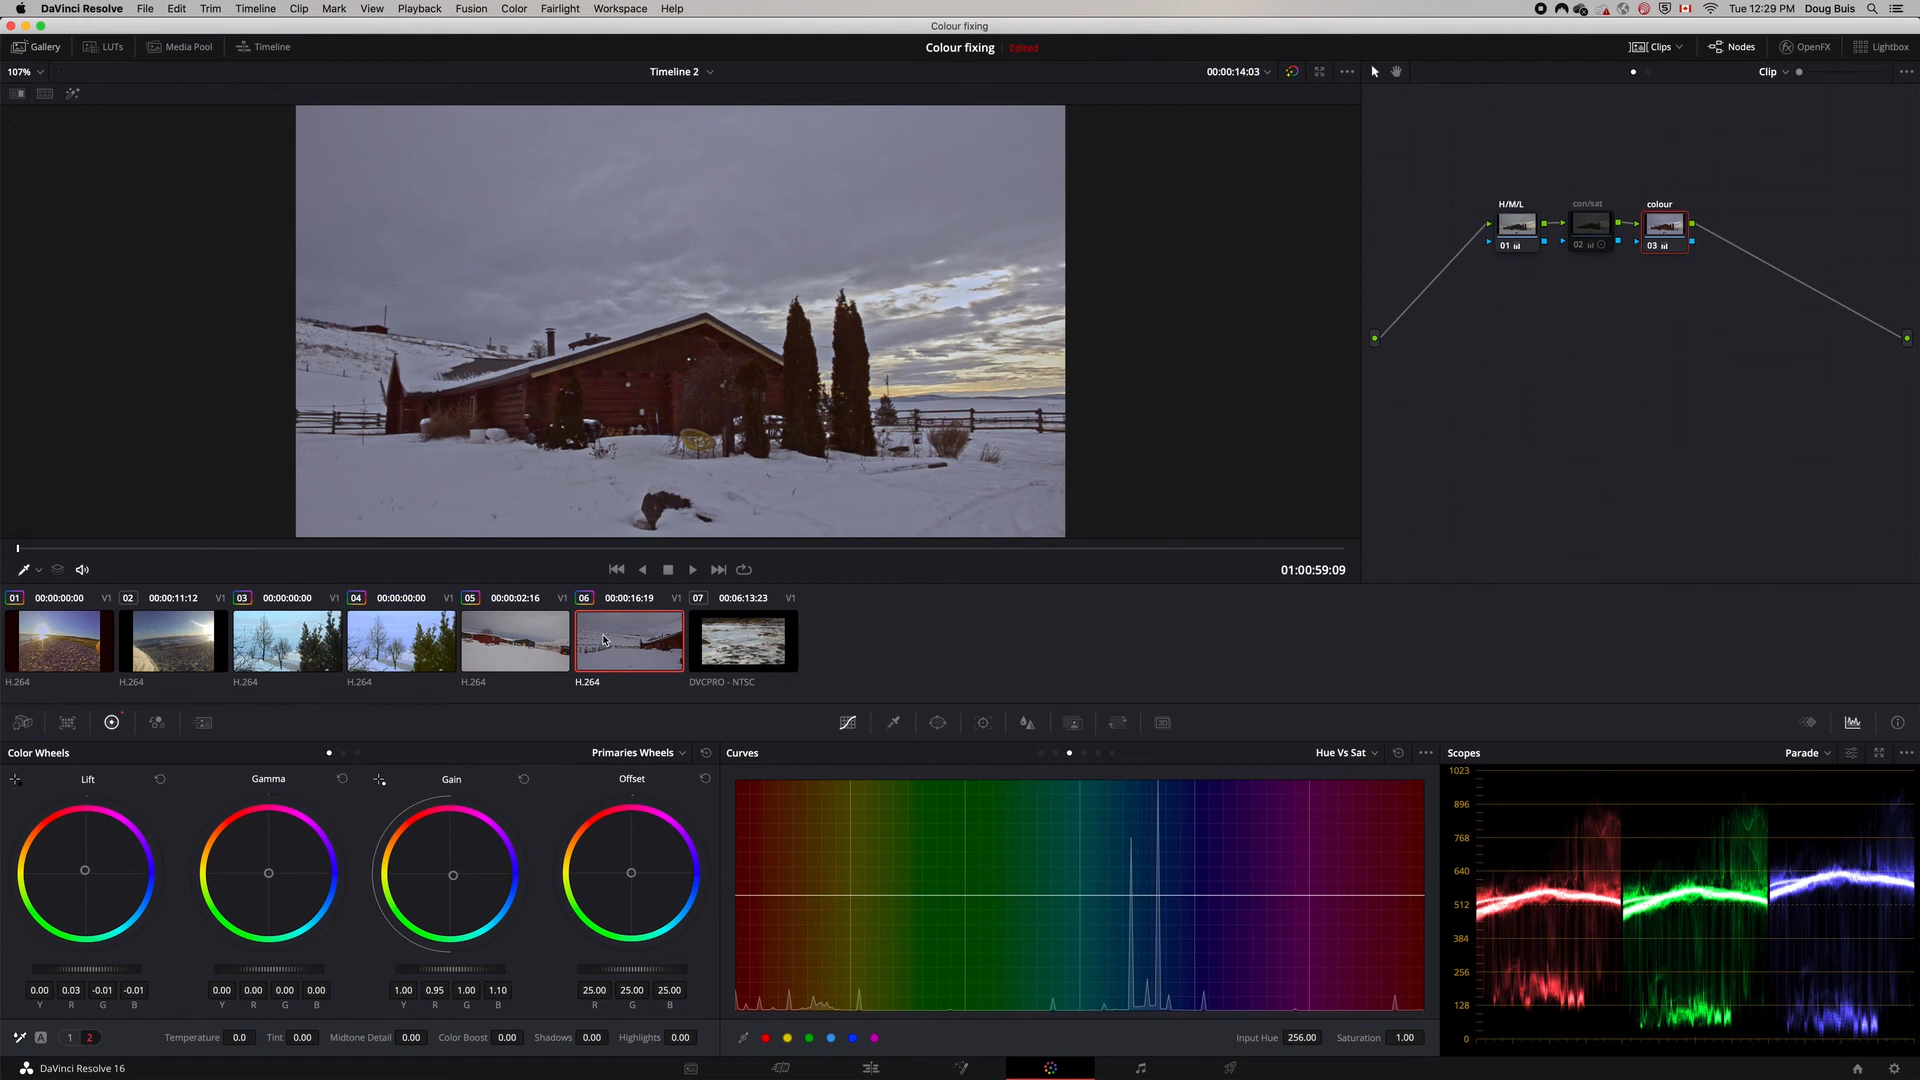 DaVinci Resolve File Edit Trim Timeline Clip Mark View Playback Fusion Color Fairlight Workspace Help Tue 12:29 PM Doug Buis
Colour fixing
Gallery LUTs Media Pool Timeline Colour fixing Edited Clips Nodes OpenFX Lightbox
107% Timeline 2 00:00:14:03 Clip
H/M/L con/sat colour
01 02 03
01:00:59:09
01 00:00:00:00 V1 02 00:00:11:12 V1 03 00:00:00:00 V1 04 00:00:00:00 V1 05 00:00:02:16 V1 06 00:00:16:19 V1 07 00:06:13:23 V1
H.264 H.264 H.264 H.264 H.264 H.264 DVCPRO - NTSC
3D
Color Wheels Primaries Wheels Curves Hue Vs Sat Scopes Parade
Lift Gamma Gain Offset
1023
896
768
640
512
384
256
128
0
0.00 0.03 -0.01 -0.01 0.00 0.00 0.00 0.00 1.00 0.95 1.00 1.10 25.00 25.00 25.00
Y R G B Y R G B Y R G B R G B
A 1 2 Temperature 0.0 Tint 0.00 Midtone Detail 0.00 Color Boost 0.00 Shadows 0.00 Highlights 0.00 Input Hue 256.00 Saturation 1.00
DaVinci Resolve 16